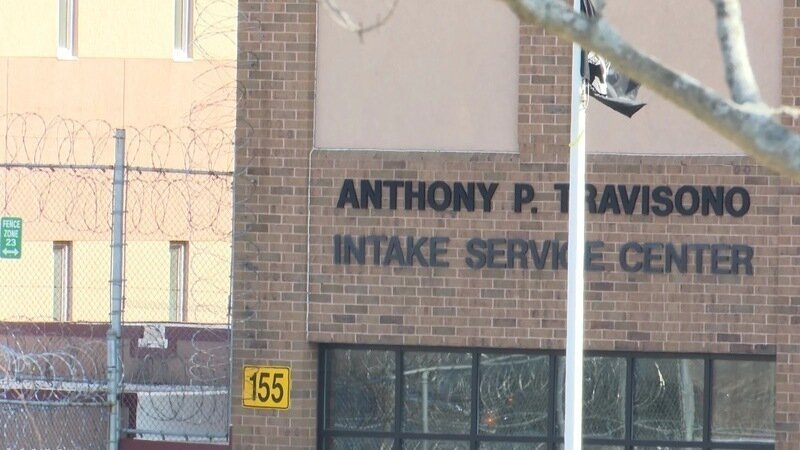 ANTHONY P. TRAVISONO
INTAKE SERVICE CENTER
FENCE
ZONE
23
155